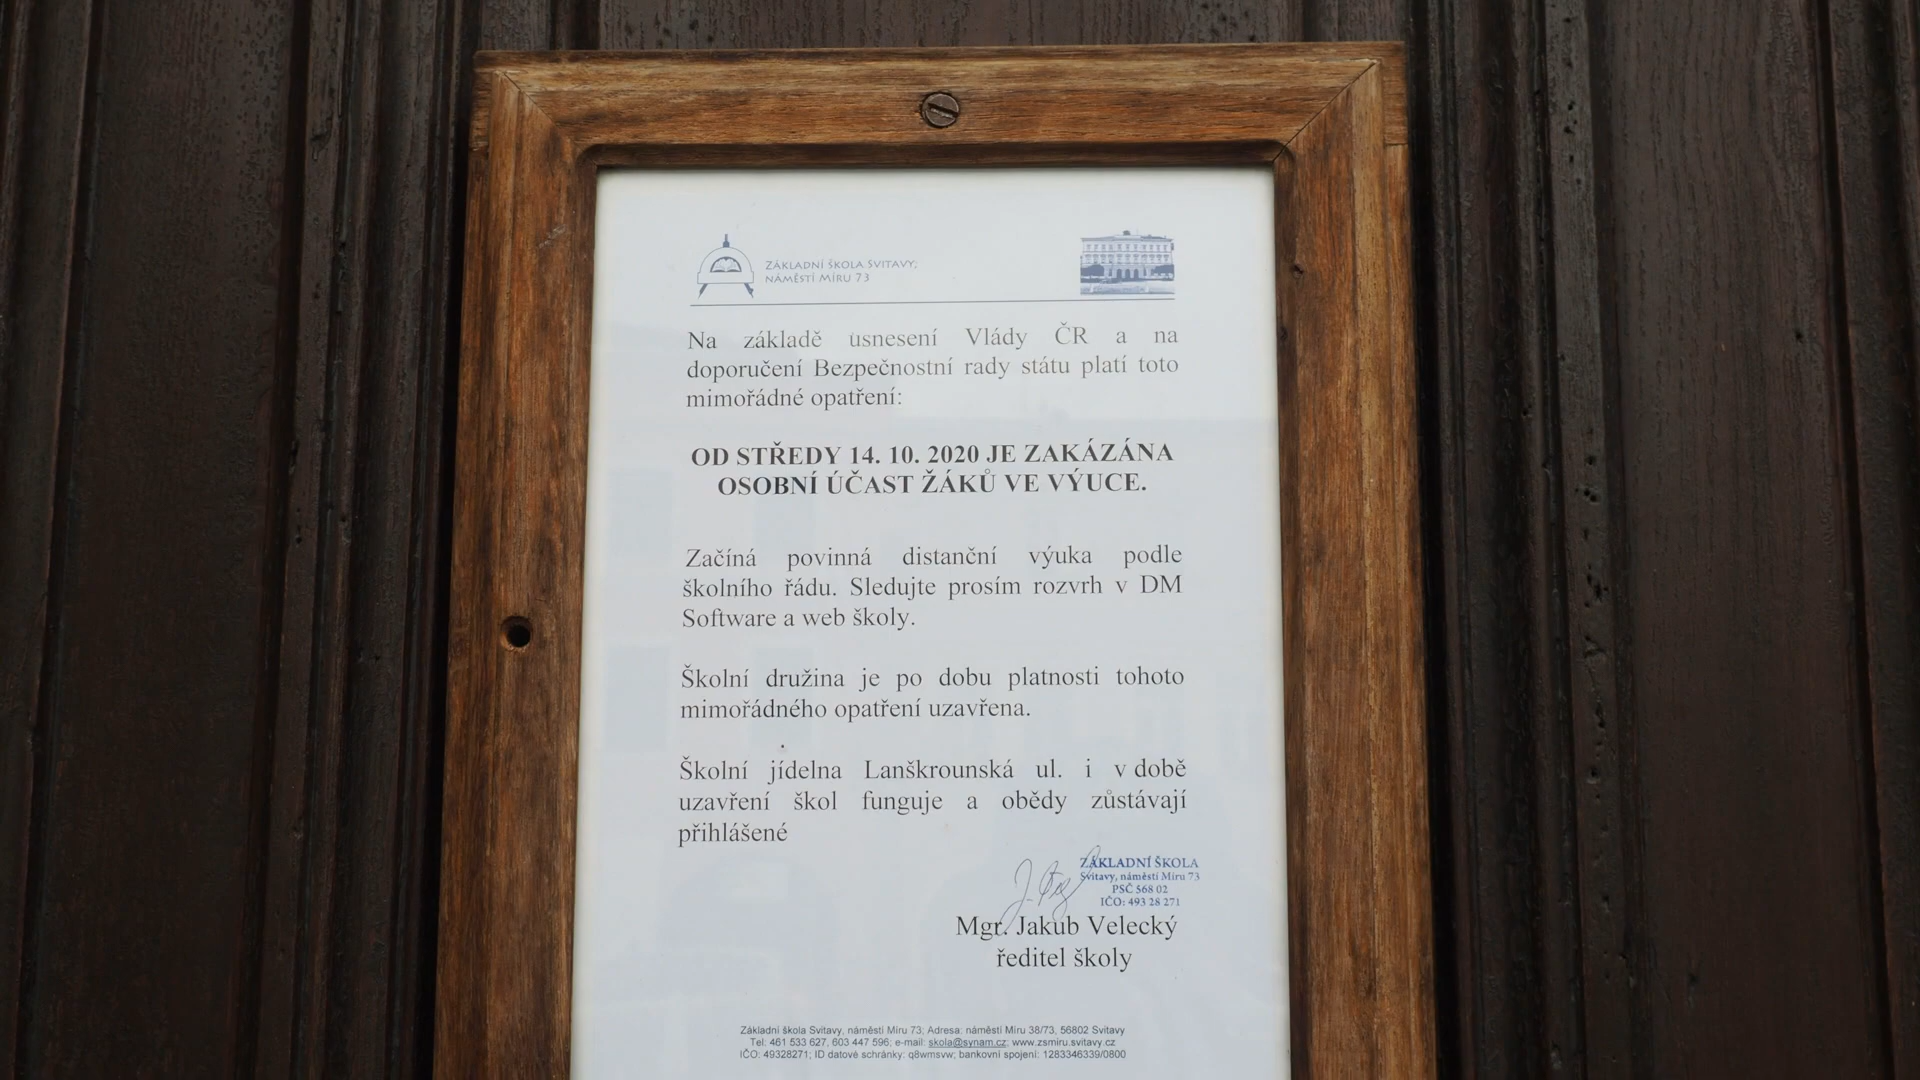 ZÁKLADNÍ ŠKOLA SVITAVY,
NÁMĚSTÍ MÍRU 73
Na základě usnesení Vlády ČR a na
doporučení Bezpečnostní rady státu platí toto
mimořádné opatření:
OD STŘEDY 14. 10. 2020 JE ZAKÁZÁNA
OSOBNÍ ÚČAST ŽÁKŮ VE VÝUCE.
Začíná povinná distanční výuka podle
školního řádu. Sledujte prosím rozvrh v DM
Software a web školy.
Školní družina je po dobu platnosti tohoto
mimořádného opatření uzavřena.
Školní jídelna Lanškrounská ul. i v době
uzavření škol funguje a obědy zůstávají
přihlášené
ZÁKLADNÍ ŠKOLA
Svitavy, náměstí Míru 73
PSČ 568 02
IČO: 493 28 271
Mgr. Jakub Velecký
ředitel školy
Základní škola Svitavy, náměstí Míru 73; Adresa: náměstí Míru 38/73, 56802 Svitavy
Tel: 461 533 627, 603 447 596; e-mail: skola@synam.cz; www.zsmiru.svitavy.cz
IČO: 49328271; ID datové schránky: q8wmsvw; bankovní spojení: 1283346339/0800